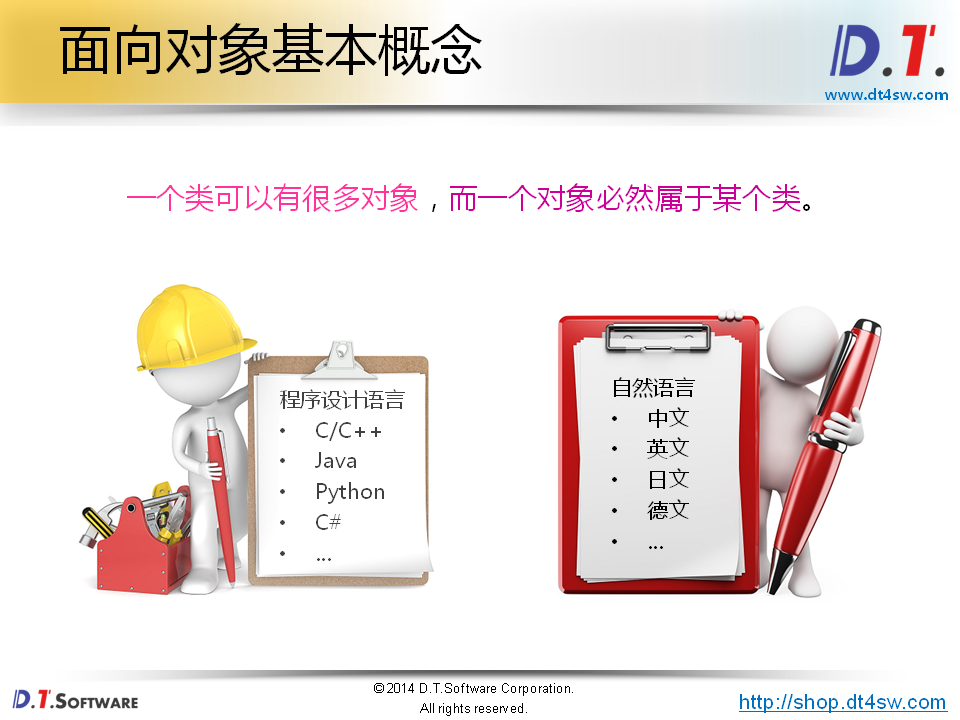 面向对象基本概念
D.T.
www.dt4sw.com
一个类可以有很多对象，而一个对象必然属于某个类。
程序设计语言
• C/C++
• Java
• Python
• C#
• ...
自然语言
• 中文
• 英文
• 日文
• 德文
• ...
D.T.SOFTWARE
©2014 D.T.Software Corporation.
All rights reserved.
http://shop.dt4sw.com